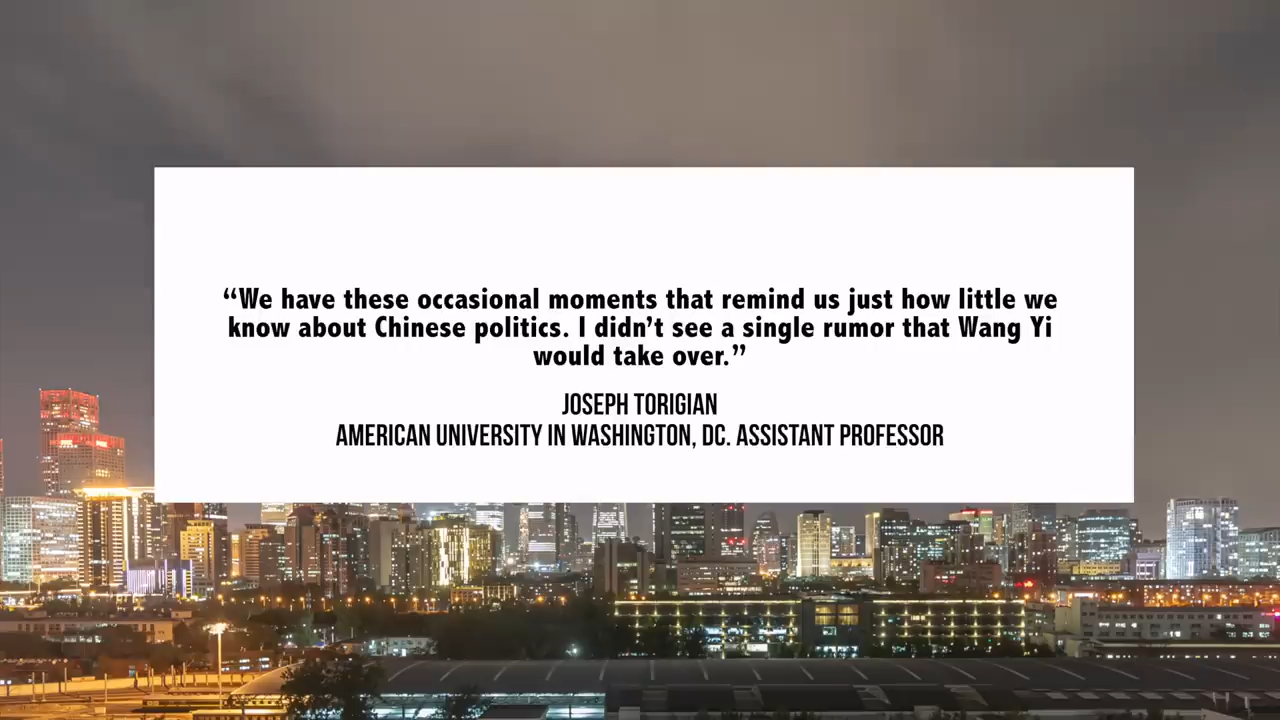 “We have these occasional moments that remind us just how little we
know about Chinese politics. I didn’t see a single rumor that Wang Yi
would take over.”
JOSEPH TORIGIAN
AMERICAN UNIVERSITY IN WASHINGTON, DC. ASSISTANT PROFESSOR